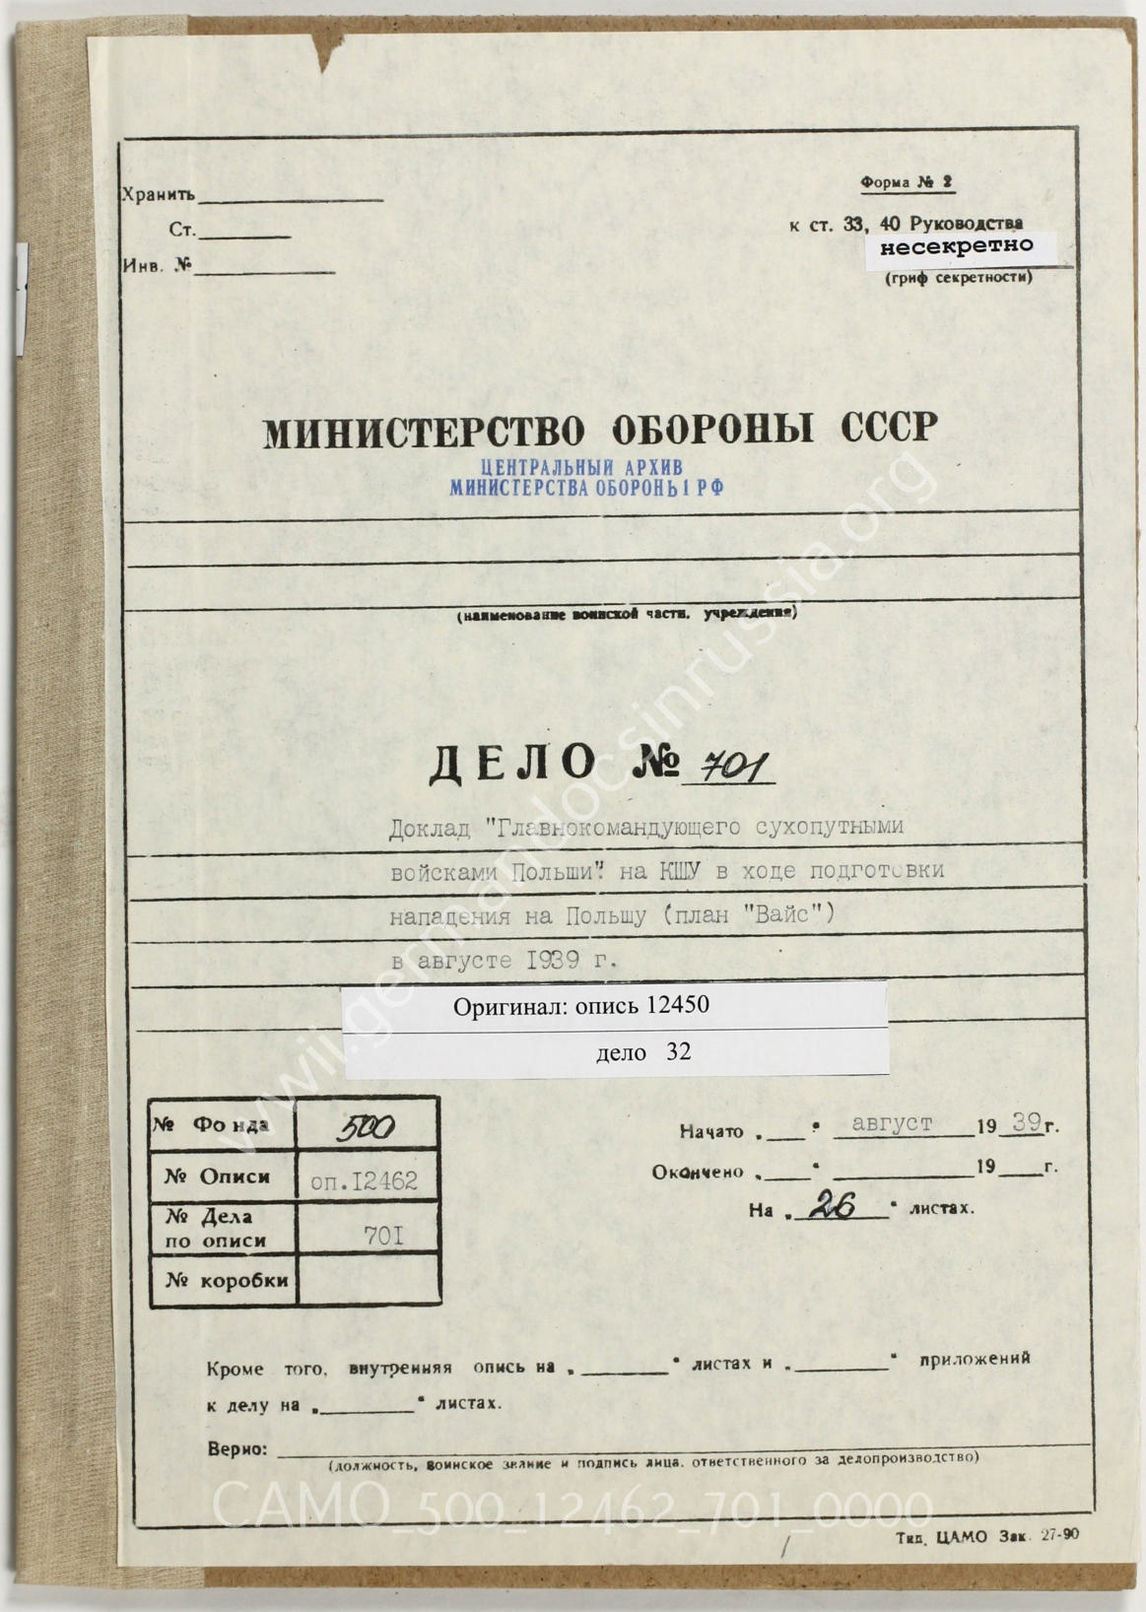 Хранить
Форма № 2
Ст.
к ст. 33, 40 Руководства
несекретно
Инв. №
(гриф секретности)
МИНИСТЕРСТВО ОБОРОНЫ СССР
ЦЕНТРАЛЬНЫЙ АРХИВ
МИНИСТЕРСТВА ОБОРОНЫ РФ
(наименование воинской части, учреждения)
ДЕЛО № 701
Доклад "Главнокомандующего сухопутными
войсками Польши" на КШУ в ходе подготовки
нападения на Польшу (план "Вайс")
в августе 1939 г.
Оригинал: опись 12450
дело 32
№ Фонда 500
Начато „ “ август 19 39 г.
№ Описи оп.12462
Окончено „ “ 19 г.
На „ 26 “ листах.
№ Дела
по описи 701
№ коробки
Кроме того, внутренняя опись на „ “ листах и „ “ приложений
к делу на „ “ листах.
Верно:
(должность, воинское звание и подпись лица, ответственного за делопроизводство)
CAMO_500_12462_701_0000
Тип. ЦАМО Зак. 27-90
wwii.germandocsinrussia.org